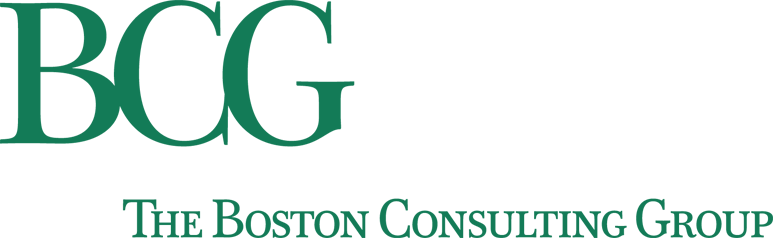 BCG
The Boston Consulting Group